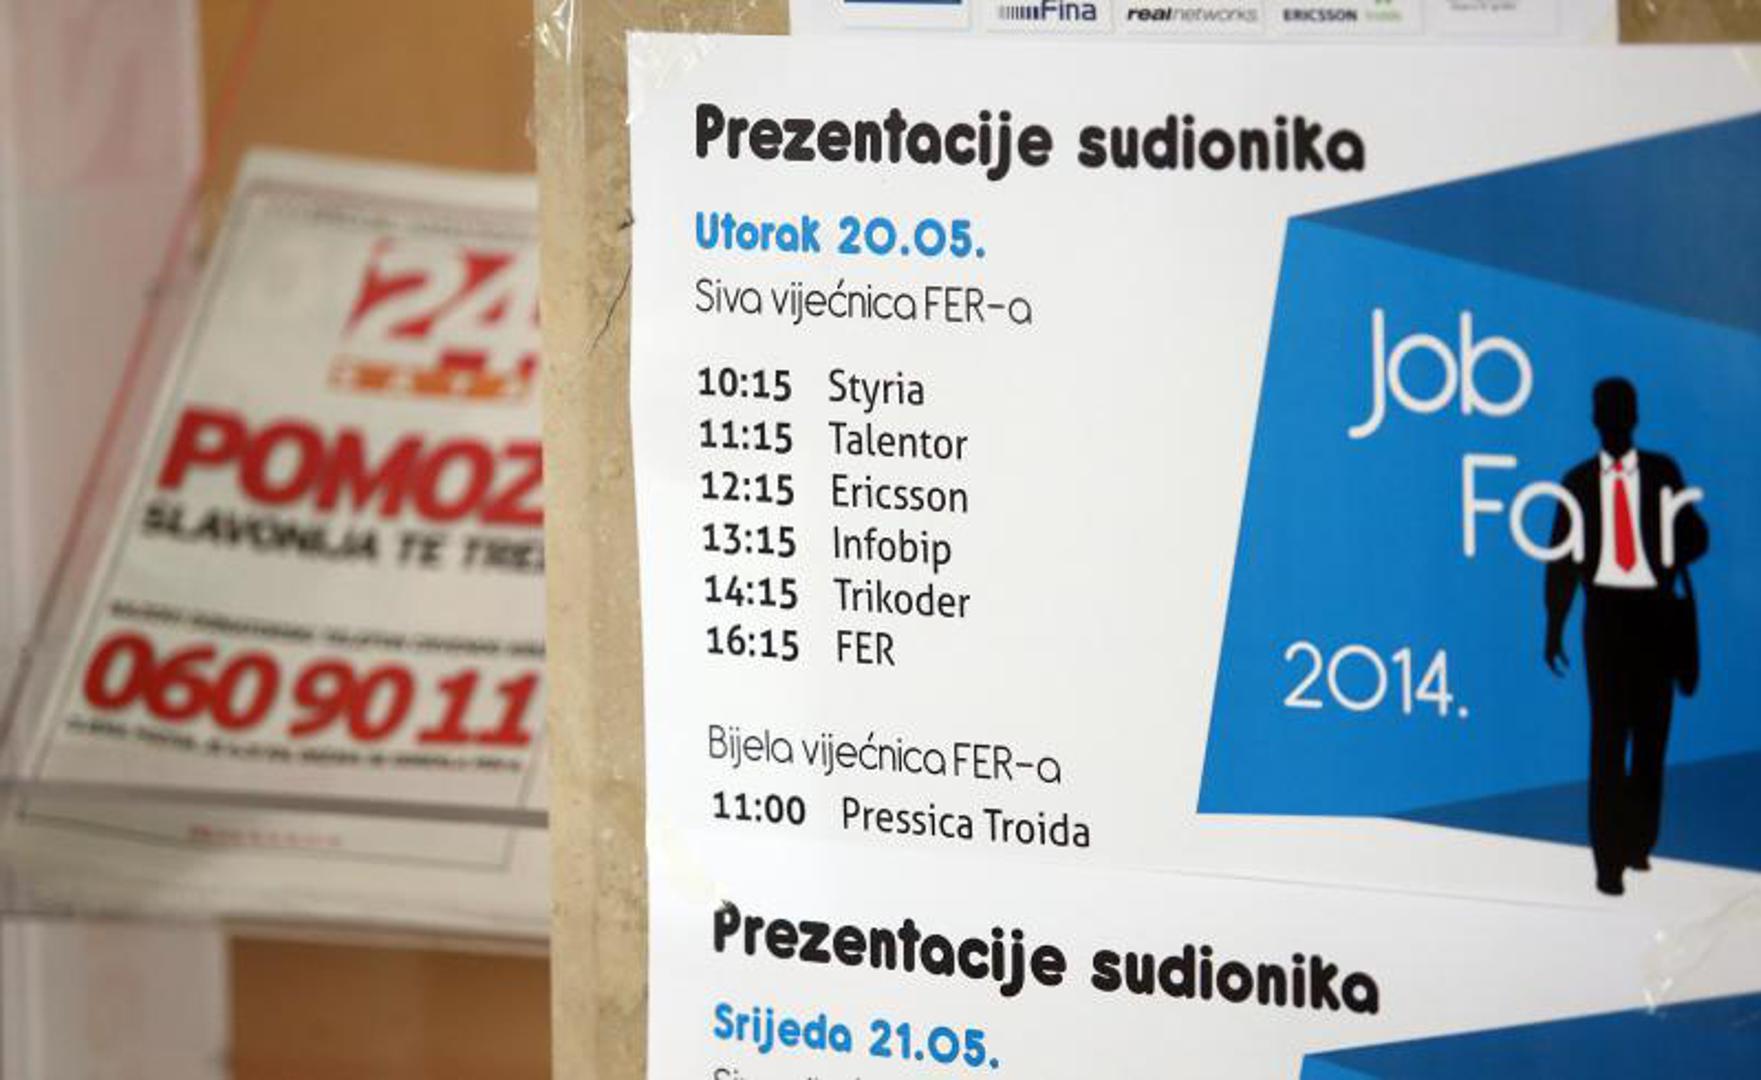 Fina
realnetworks
ERICSSON
Prezentacije sudionika
Utorak 20.05.
Siva vijećnica FER-a
10:15 Styria
11:15 Talentor
12:15 Ericsson
13:15 Infobip
14:15 Trikoder
16:15 FER
Bijela vijećnica FER-a
11:00 Pressica Troida
Job
Fair
2014.
Prezentacije sudionika
Srijeda 21.05.
24
POMOZ
SLAVONIJA TE TRE
060 90 11